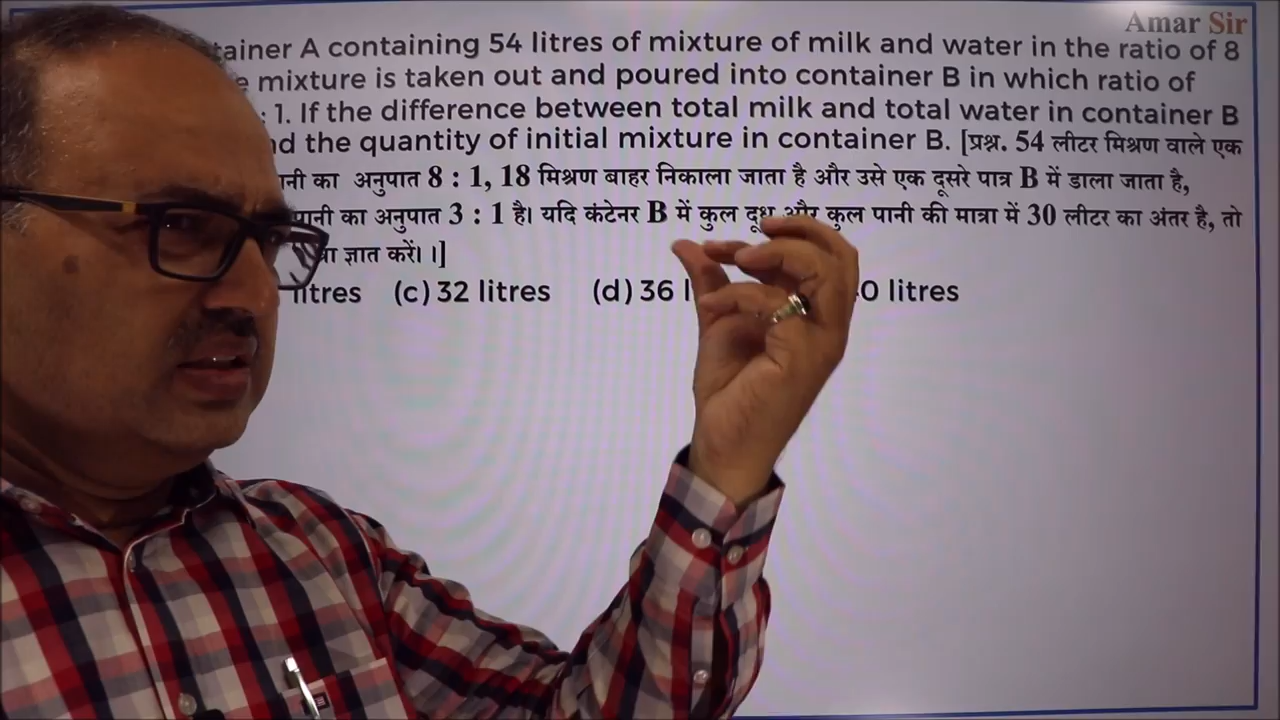 Amar Sir
tainer A containing 54 litres of mixture of milk and water in the ratio of 8
e mixture is taken out and poured into container B in which ratio of
: 1. If the difference between total milk and total water in container B
nd the quantity of initial mixture in container B. [प्रश्न. 54 लीटर मिश्रण वाले एक
नी का अनुपात 8 : 1, 18 मिश्रण बाहर निकाला जाता है और उसे एक दूसरे पात्र B में डाला जाता है,
पानी का अनुपात 3 : 1 है। यदि कंटेनर B में कुल दूध और कुल पानी की मात्रा में 30 लीटर का अंतर है, तो
ज्ञात करें। ।]
litres (c) 32 litres (d) 36 l 0 litres